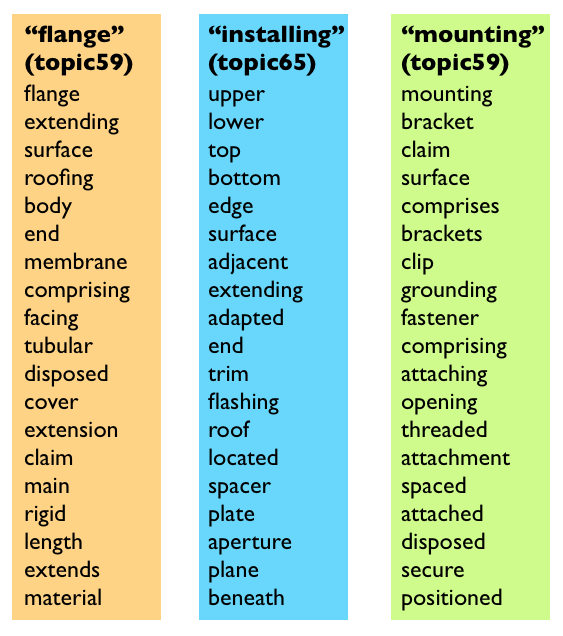 “flange”
(topic59)
flange
extending
surface
roofing
body
end
membrane
comprising
facing
tubular
disposed
cover
extension
claim
main
rigid
length
extends
material
“installing”
(topic65)
upper
lower
top
bottom
edge
surface
adjacent
extending
adapted
end
trim
flashing
roof
located
spacer
plate
aperture
plane
beneath
“mounting”
(topic59)
mounting
bracket
claim
surface
comprises
brackets
clip
grounding
fastener
comprising
attaching
opening
threaded
attachment
spaced
attached
disposed
secure
positioned